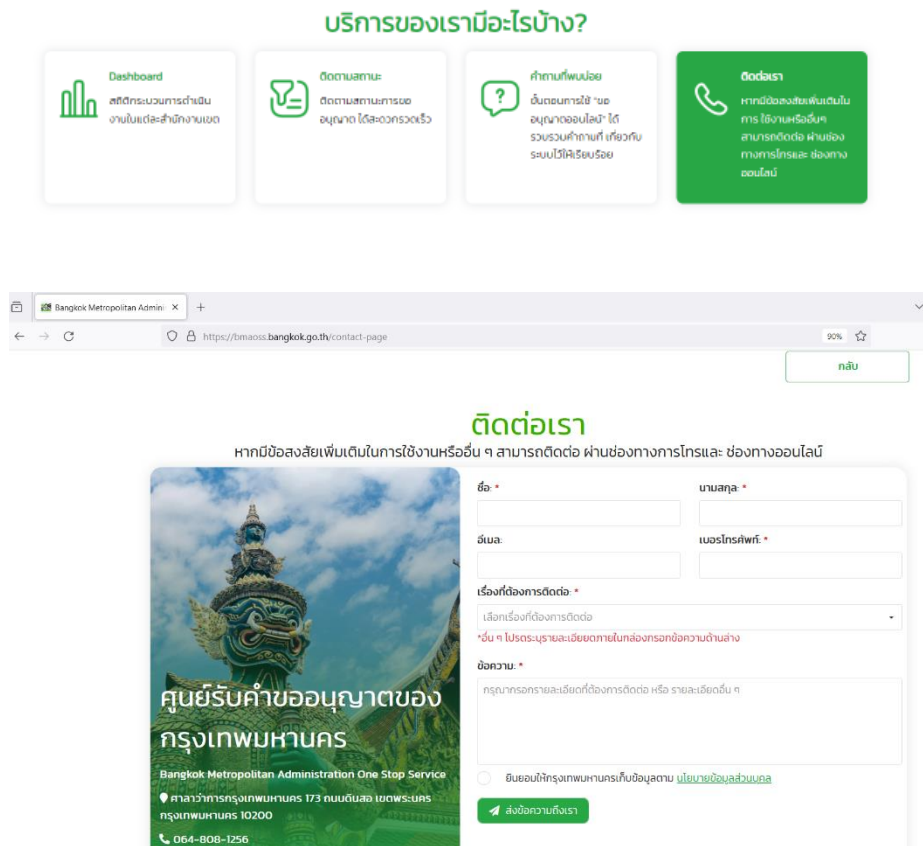 บริการของเรามีอะไรบ้าง?
Dashboard
สถิติกระบวนการดำเนิน
งานในแต่ละสำนักงานเขต
ติดตามสถานะ
ติดตามสถานะการขอ
อนุญาต ได้สะดวกรวดเร็ว
คำถามที่พบบ่อย
ขั้นตอนการใช้ "ขอ
อนุญาตออนไลน์" ได้
รวบรวมคำถามที่ เกี่ยวกับ
ระบบไว้ให้เรียบร้อย
ติดต่อเรา
หากมีข้อสงสัยเพิ่มเติมใน
การ ใช้งานหรืออื่นๆ
สามารถติดต่อ ผ่านช่อง
ทางการโทรและ ช่องทาง
ออนไลน์
Bangkok Metropolitan Admini
https://bmaoss.bangkok.go.th/contact-page
90%
กลับ
ติดต่อเรา
หากมีข้อสงสัยเพิ่มเติมในการใช้งานหรืออื่น ๆ สามารถติดต่อ ผ่านช่องทางการโทรและ ช่องทางออนไลน์
ศูนย์รับคำขออนุญาตของ
กรุงเทพมหานคร
Bangkok Metropolitan Administration One Stop Service
ศาลาว่าการกรุงเทพมหานคร 173 ถนนดินสอ เขตพระนคร
กรุงเทพมหานคร 10200
064-808-1256
ชื่อ: * นามสกุล: *
อีเมล: เบอร์โทรศัพท์: *
เรื่องที่ต้องการติดต่อ: *
เลือกเรื่องที่ต้องการติดต่อ
*อื่น ๆ โปรดระบุรายละเอียดภายในกล่องกรอกข้อความด้านล่าง
ข้อความ: *
กรุณากรอกรายละเอียดที่ต้องการติดต่อ หรือ รายละเอียดอื่น ๆ
ยินยอมให้กรุงเทพมหานครเก็บข้อมูลตาม นโยบายข้อมูลส่วนบุคล
ส่งข้อความถึงเรา